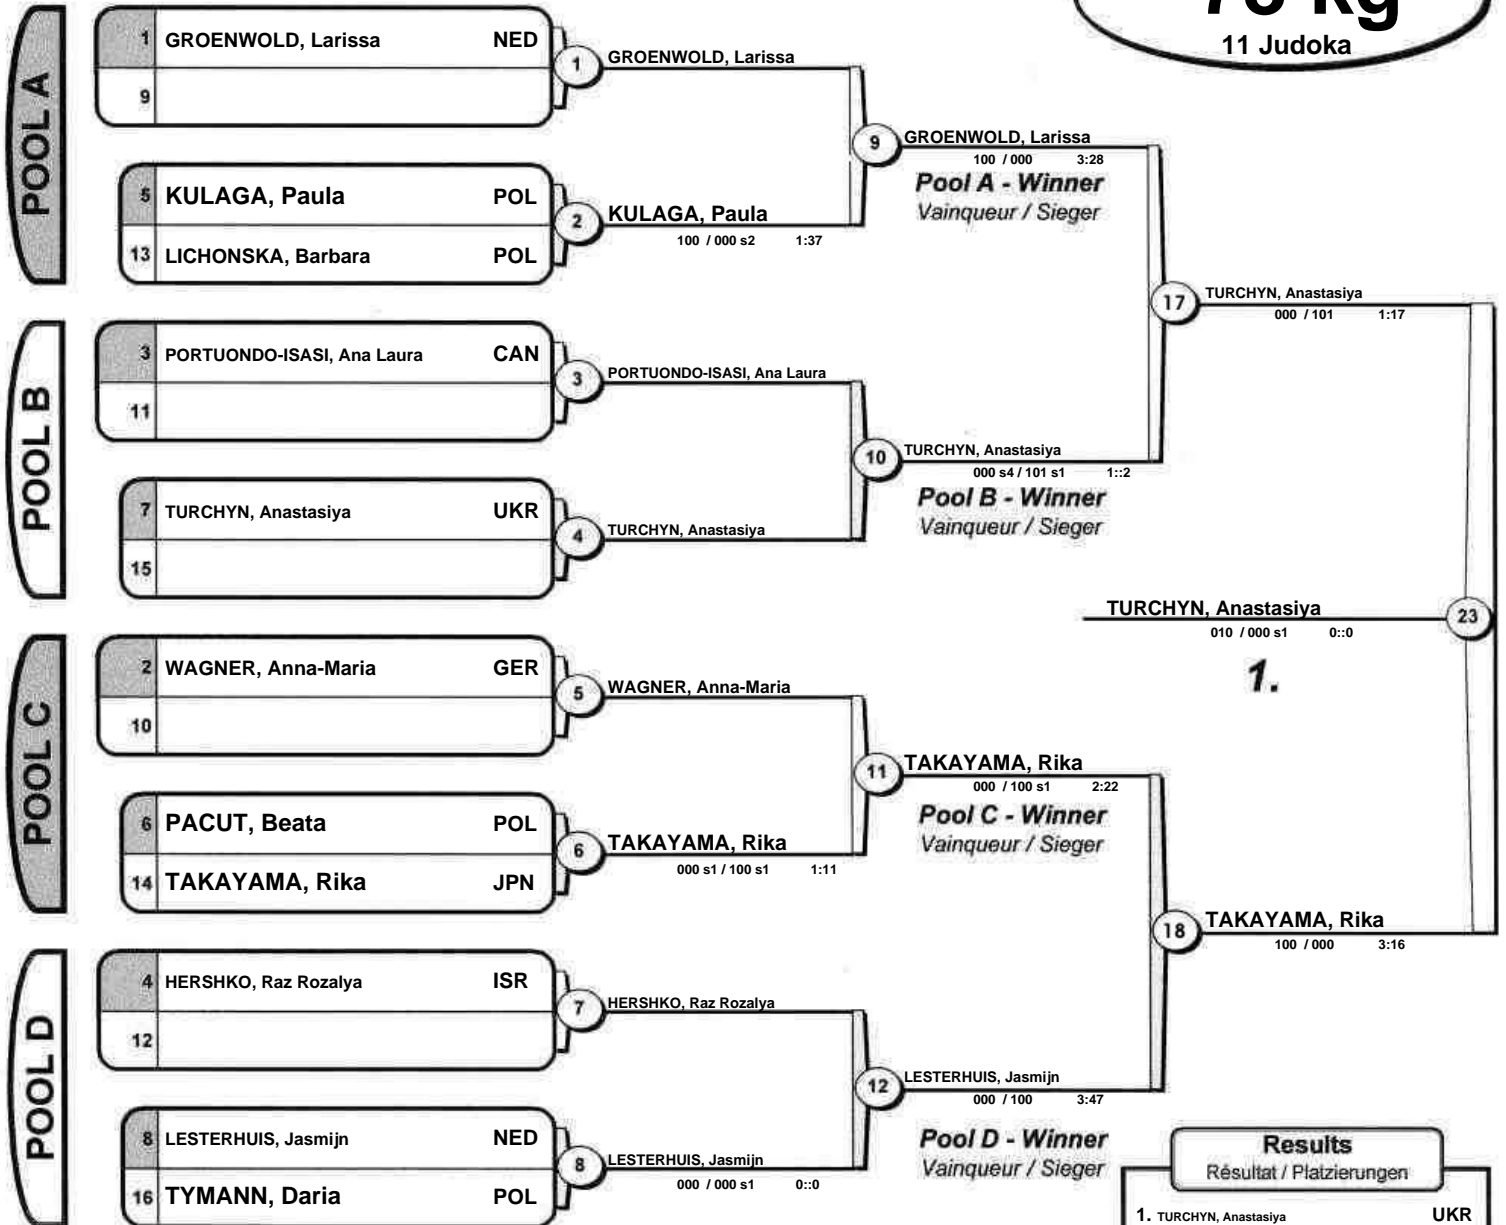 78 kg
11 Judoka
POOL A
1 GROENWOLD, Larissa NED
9
1
GROENWOLD, Larissa
5 KULAGA, Paula POL
13 LICHONSKA, Barbara POL
2
KULAGA, Paula
100 / 000 s2 1:37
9
GROENWOLD, Larissa
100 / 000 3:28
Pool A - Winner
Vainqueur / Sieger
POOL B
3 PORTUONDO-ISASI, Ana Laura CAN
11
3
PORTUONDO-ISASI, Ana Laura
7 TURCHYN, Anastasiya UKR
15
4
TURCHYN, Anastasiya
10
TURCHYN, Anastasiya
000 s4 / 101 s1 1::2
Pool B - Winner
Vainqueur / Sieger
17
TURCHYN, Anastasiya
000 / 101 1:17
TURCHYN, Anastasiya
010 / 000 s1 0::0
23
1.
POOL C
2 WAGNER, Anna-Maria GER
10
5
WAGNER, Anna-Maria
6 PACUT, Beata POL
14 TAKAYAMA, Rika JPN
6
TAKAYAMA, Rika
000 s1 / 100 s1 1:11
11
TAKAYAMA, Rika
000 / 100 s1 2:22
Pool C - Winner
Vainqueur / Sieger
18
TAKAYAMA, Rika
100 / 000 3:16
POOL D
4 HERSHKO, Raz Rozalya ISR
12
7
HERSHKO, Raz Rozalya
8 LESTERHUIS, Jasmijn NED
16 TYMANN, Daria POL
8
LESTERHUIS, Jasmijn
000 / 000 s1 0::0
12
LESTERHUIS, Jasmijn
000 / 100 3:47
Pool D - Winner
Vainqueur / Sieger
Results
Résultat / Platzierungen
1. TURCHYN, Anastasiya UKR